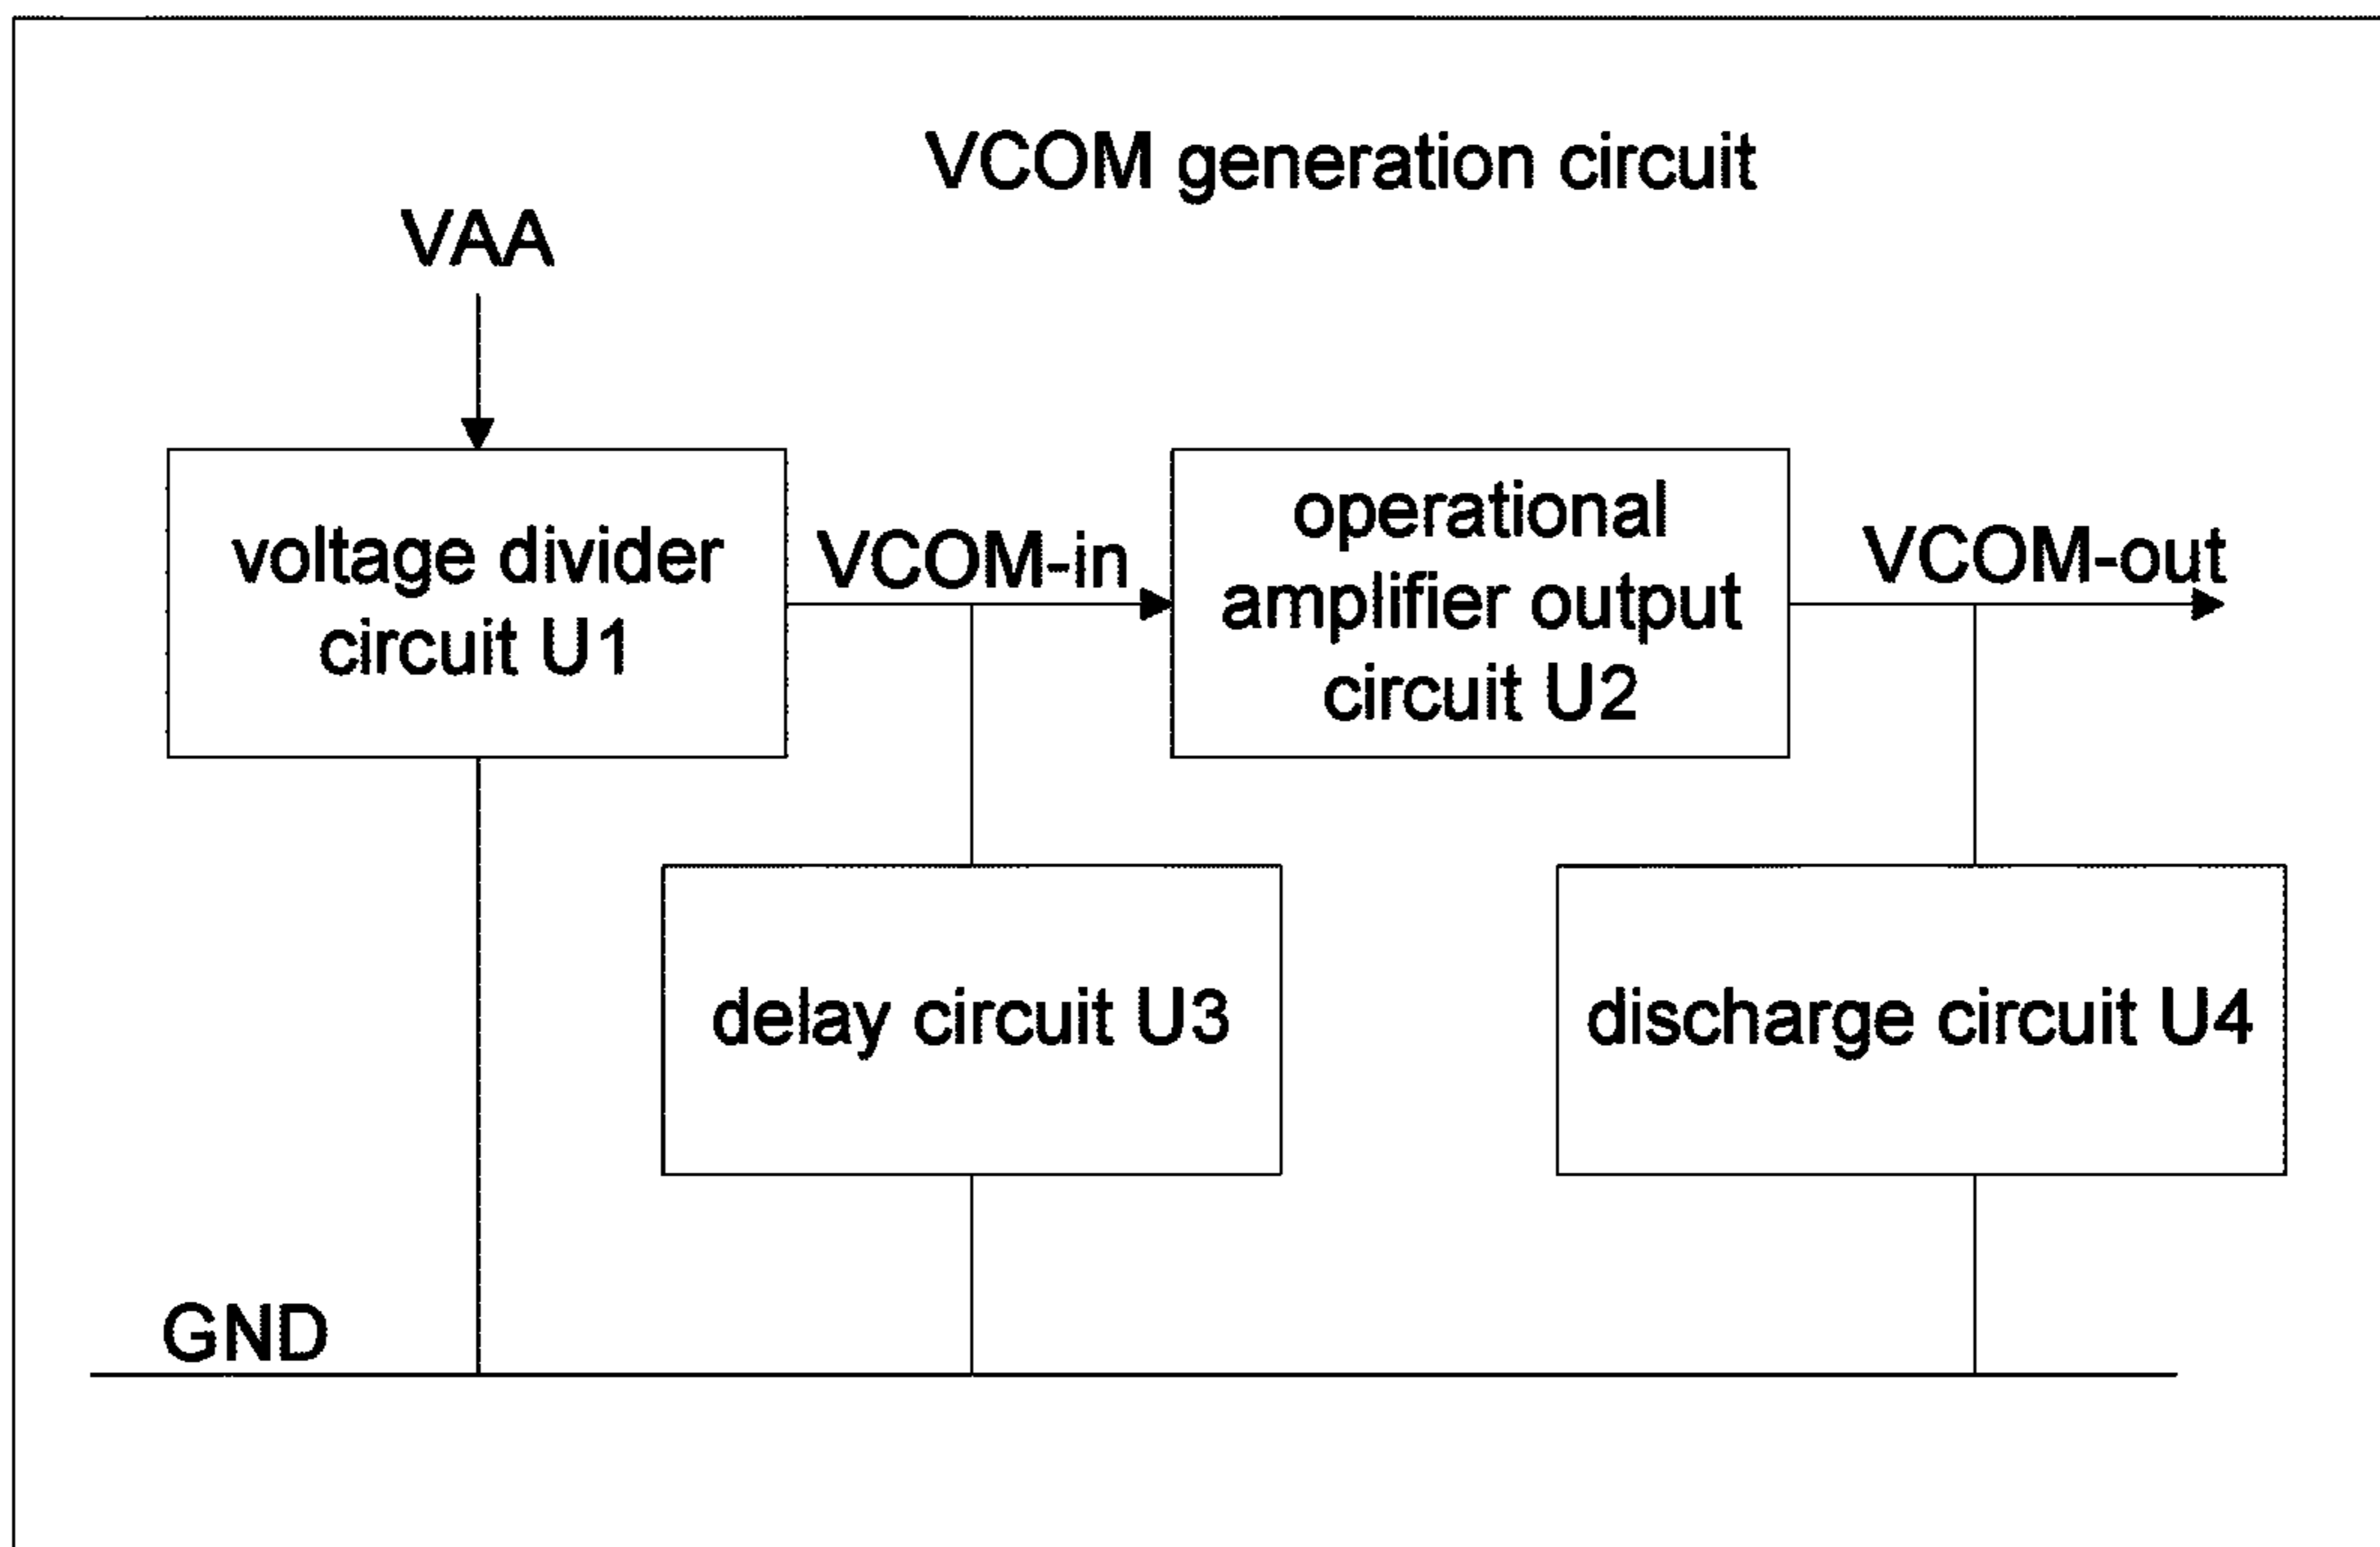 VCOM generation circuit
VAA
voltage divider
circuit U1
VCOM-in
operational
amplifier output
circuit U2
VCOM-out
delay circuit U3
discharge circuit U4
GND